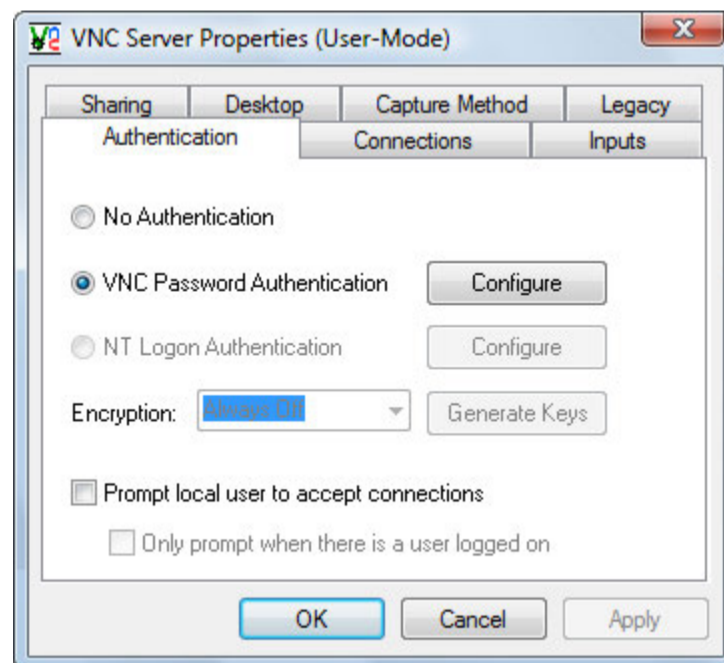 VNC Server Properties (User-Mode)
Sharing Desktop Capture Method Legacy
Authentication Connections Inputs
No Authentication
VNC Password Authentication Configure
NT Logon Authentication Configure
Encryption: Always Off Generate Keys
Prompt local user to accept connections
Only prompt when there is a user logged on
OK Cancel Apply